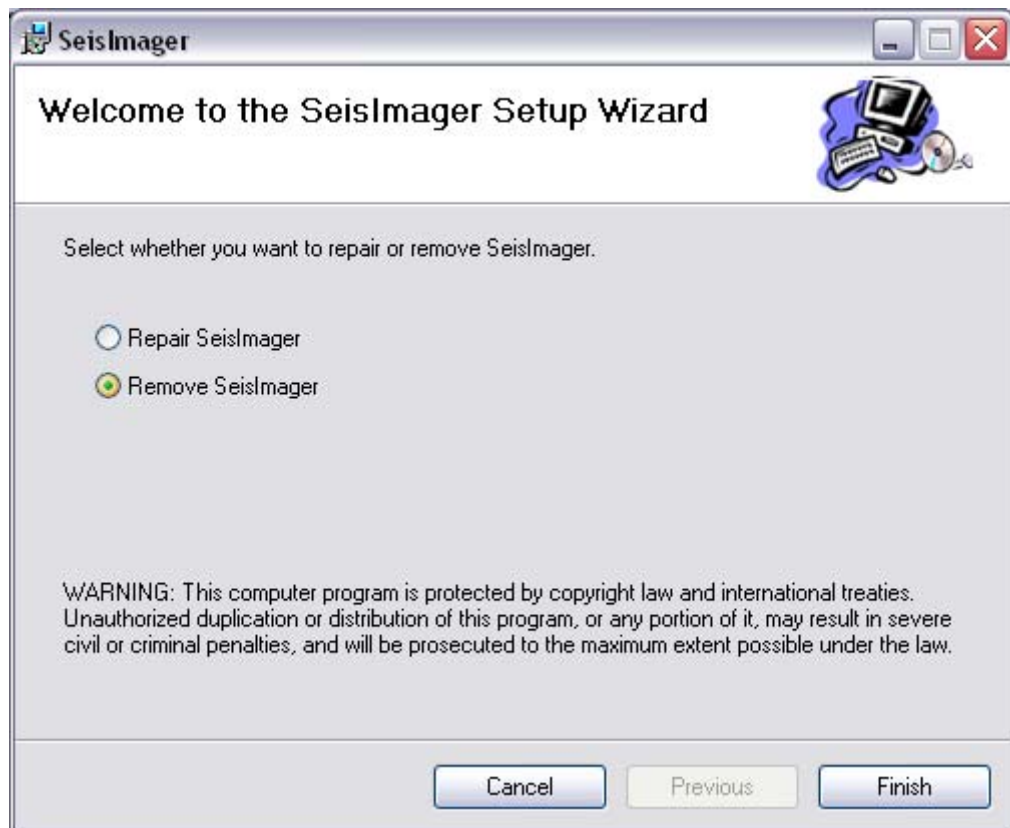 SeisImager
Welcome to the SeisImager Setup Wizard
Select whether you want to repair or remove SeisImager.
Repair SeisImager
Remove SeisImager
WARNING: This computer program is protected by copyright law and international treaties.
Unauthorized duplication or distribution of this program, or any portion of it, may result in severe
civil or criminal penalties, and will be prosecuted to the maximum extent possible under the law.
Cancel
Previous
Finish